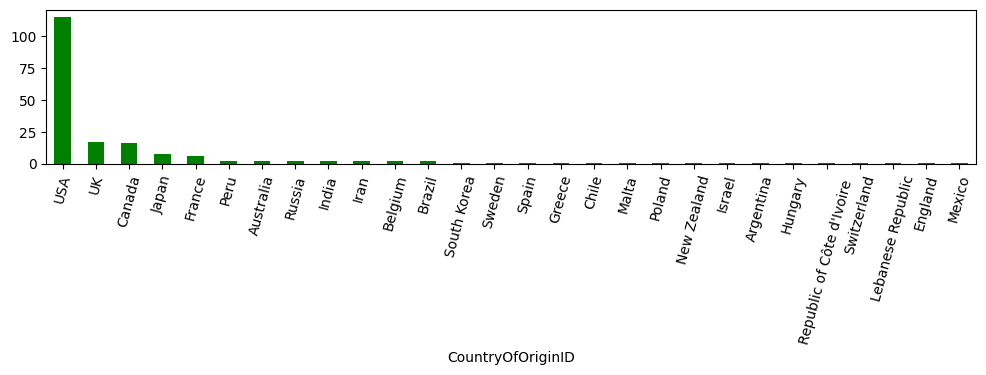 100
75
50
25
0
USA
UK
Canada
Japan
France
Peru
Australia
Russia
India
Iran
Belgium
Brazil
South Korea
Sweden
Spain
Greece
Chile
Malta
Poland
New Zealand
Israel
Argentina
Hungary
Republic of Côte d'Ivoire
Switzerland
Lebanese Republic
England
Mexico
CountryOfOriginID